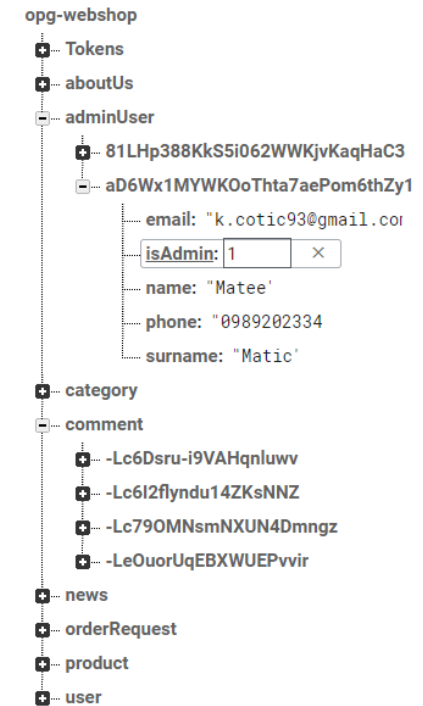 opg-webshop
Tokens
aboutUs
adminUser
81LHp388KkS5i062WWKjvKaqHaC3
aD6Wx1MYWKOoThta7aePom6thZy1
email: "k.cotic93@gmail.com
isAdmin: 1 ×
name: "Matee'
phone: "0989202334
surname: "Matic'
category
comment
-Lc6Dsru-i9VAHqnluwv
-Lc6I2flyndu14ZKsNNZ
-Lc79OMNsmNXUN4Dmngz
-LeOuorUqEBXWUEPvvir
news
orderRequest
product
user